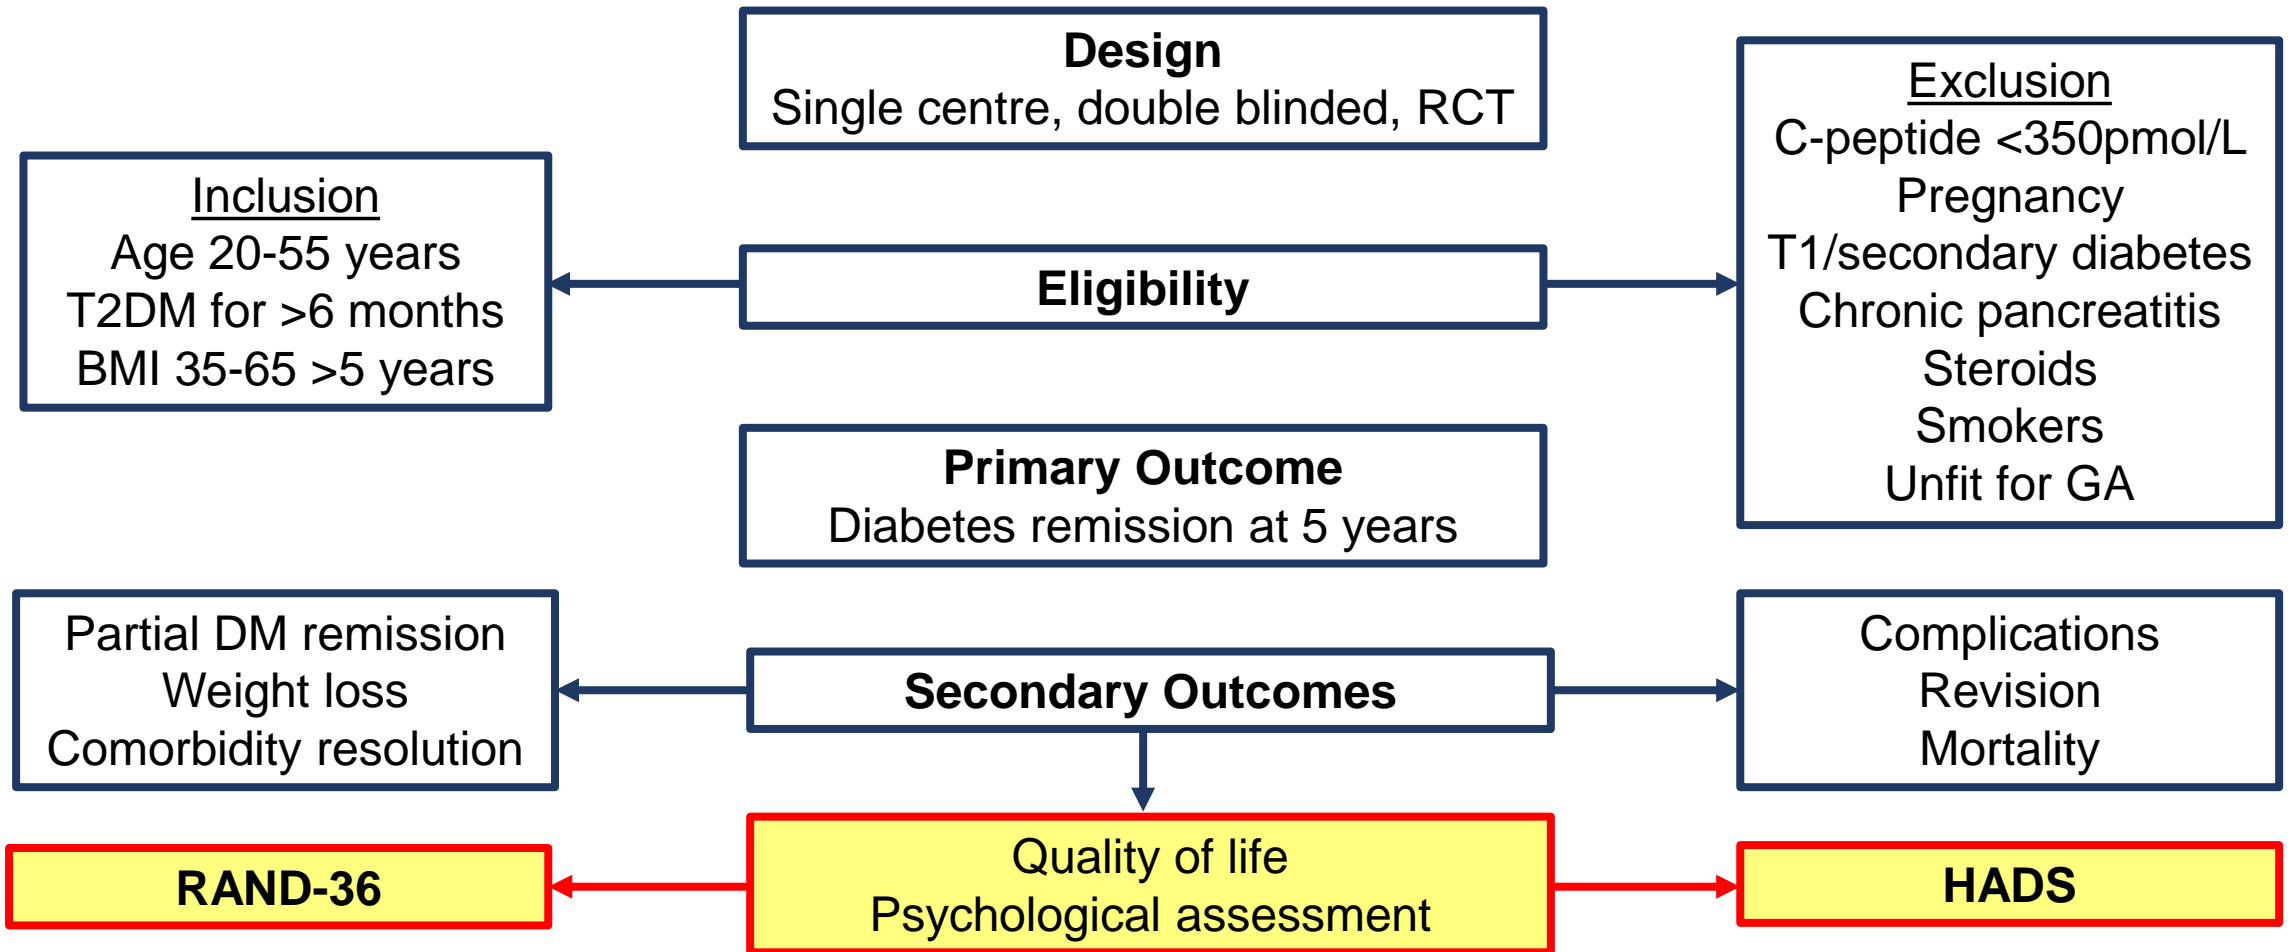 Design
Single centre, double blinded, RCT
Inclusion
Age 20-55 years
T2DM for >6 months
BMI 35-65 >5 years
Eligibility
Exclusion
C-peptide <350pmol/L
Pregnancy
T1/secondary diabetes
Chronic pancreatitis
Steroids
Smokers
Unfit for GA
Primary Outcome
Diabetes remission at 5 years
Partial DM remission
Weight loss
Comorbidity resolution
Secondary Outcomes
Complications
Revision
Mortality
RAND-36
Quality of life
Psychological assessment
HADS